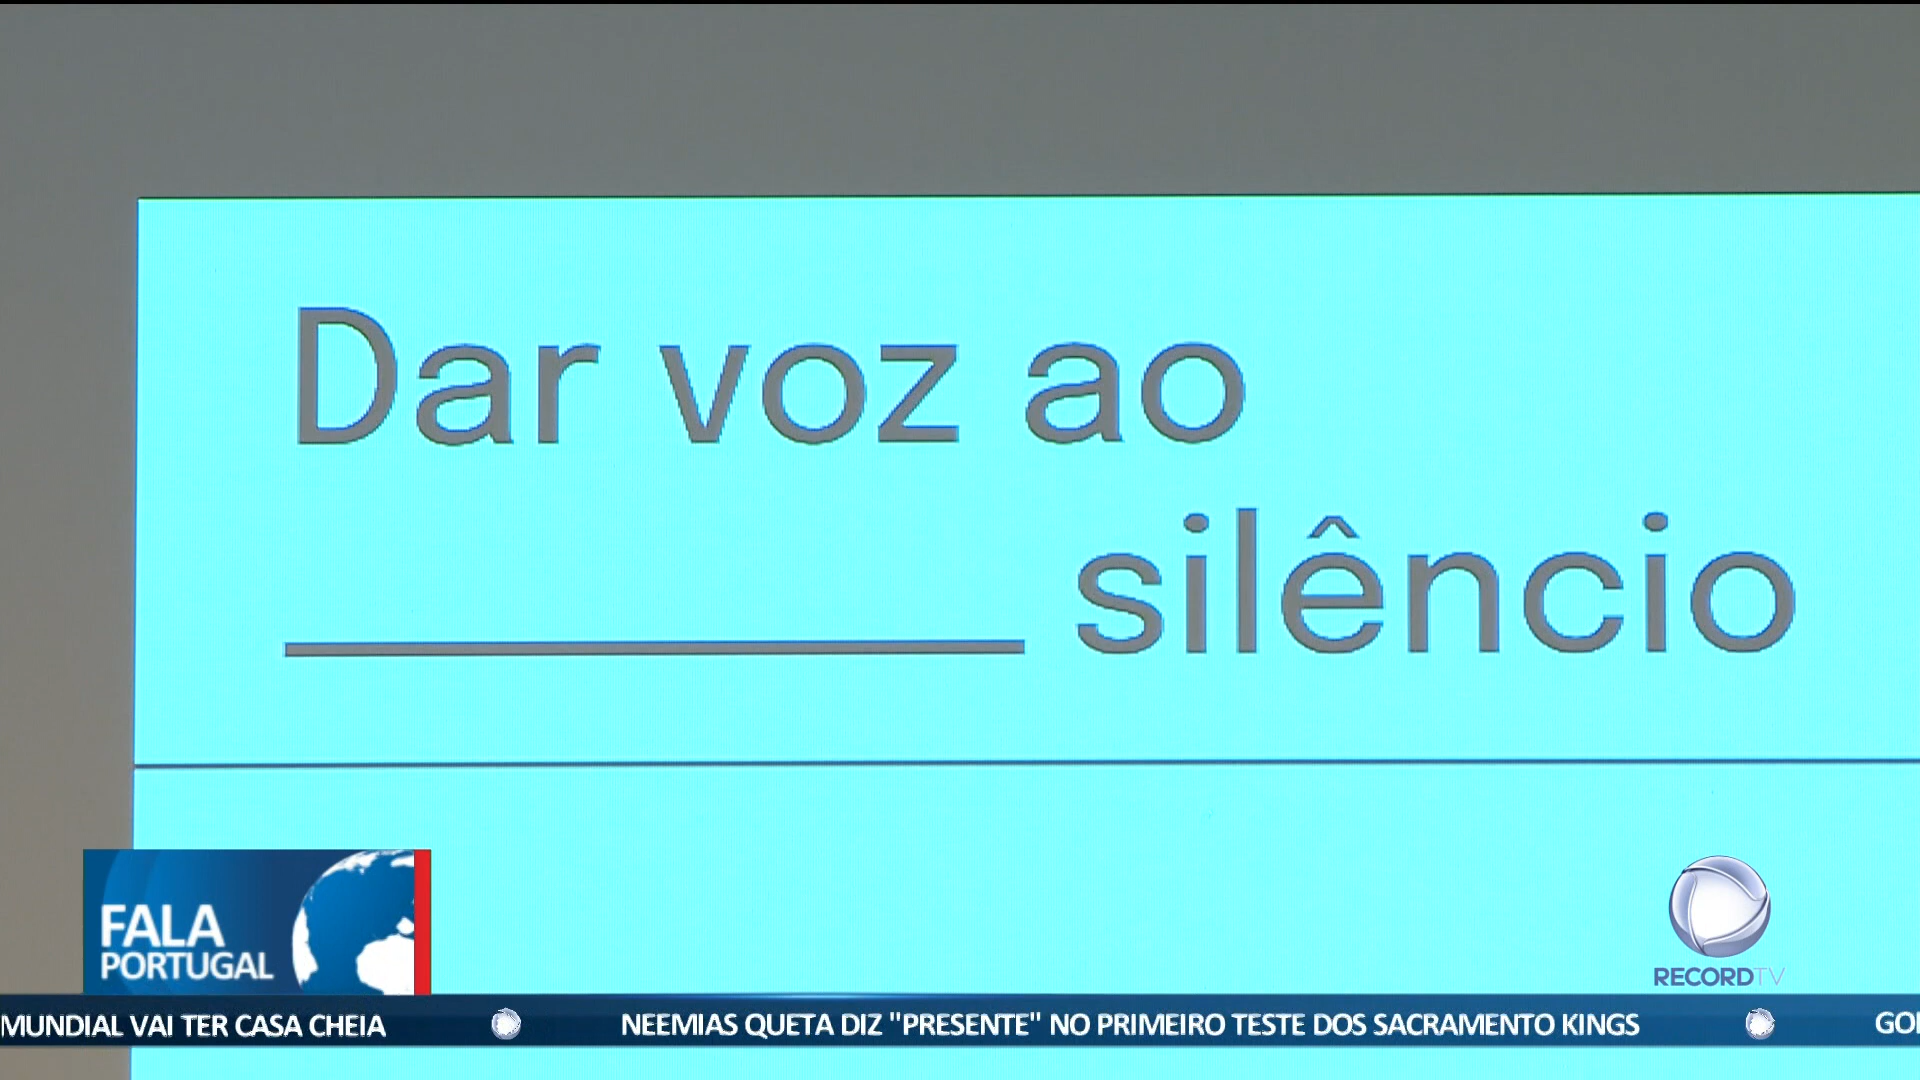 Dar voz ao
silêncio
FALA
PORTUGAL
RECORDTV
MUNDIAL VAI TER CASA CHEIA
NEEMIAS QUETA DIZ "PRESENTE" NO PRIMEIRO TESTE DOS SACRAMENTO KINGS